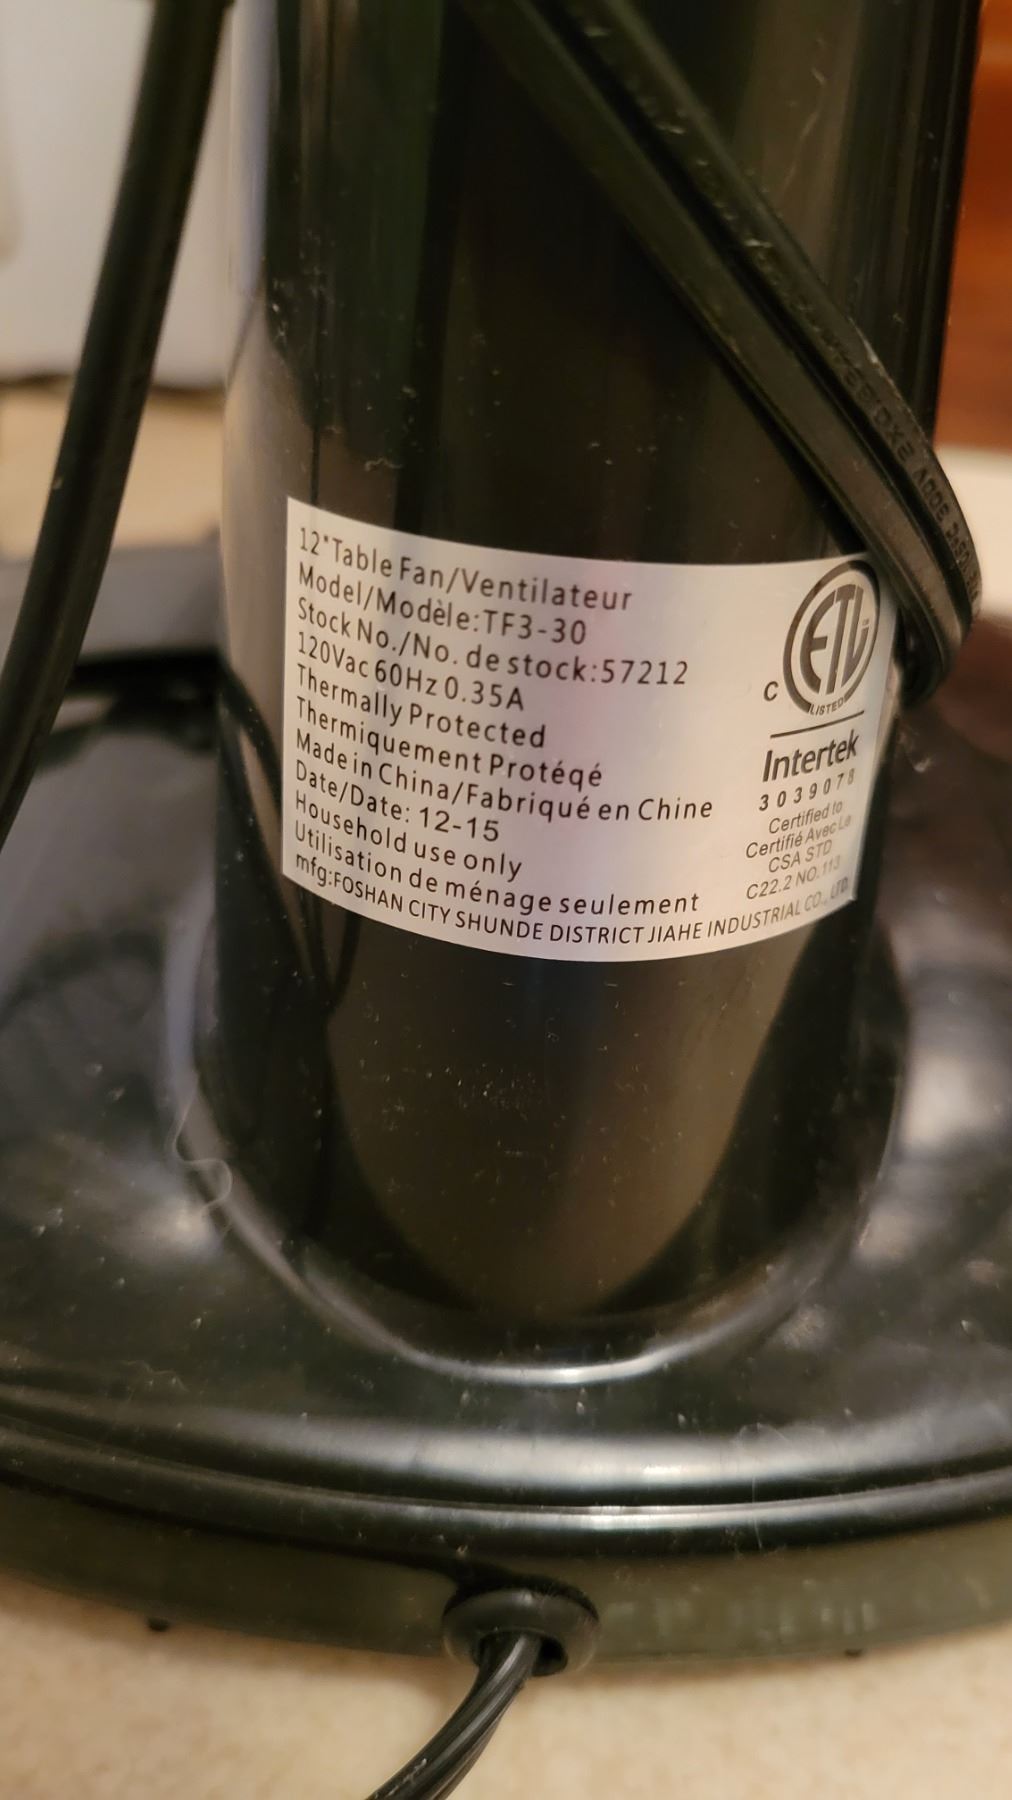 12"Table Fan/Ventilateur
Model/Modèle:TF3-30
Stock No./No. de stock:57212
120Vac 60Hz 0.35A
Thermally Protected
Thermiquement Protéqé
Made in China/Fabriqué en Chine
Date/Date: 12-15
Household use only
Utilisation de ménage seulement
mfg:FOSHAN CITY SHUNDE DISTRICT JIAHE INDUSTRIAL CO., LTD.
ETL
C
LISTED
Intertek
3039078
Certified to
Certifié Avec La
CSA STD
C22.2 NO.113